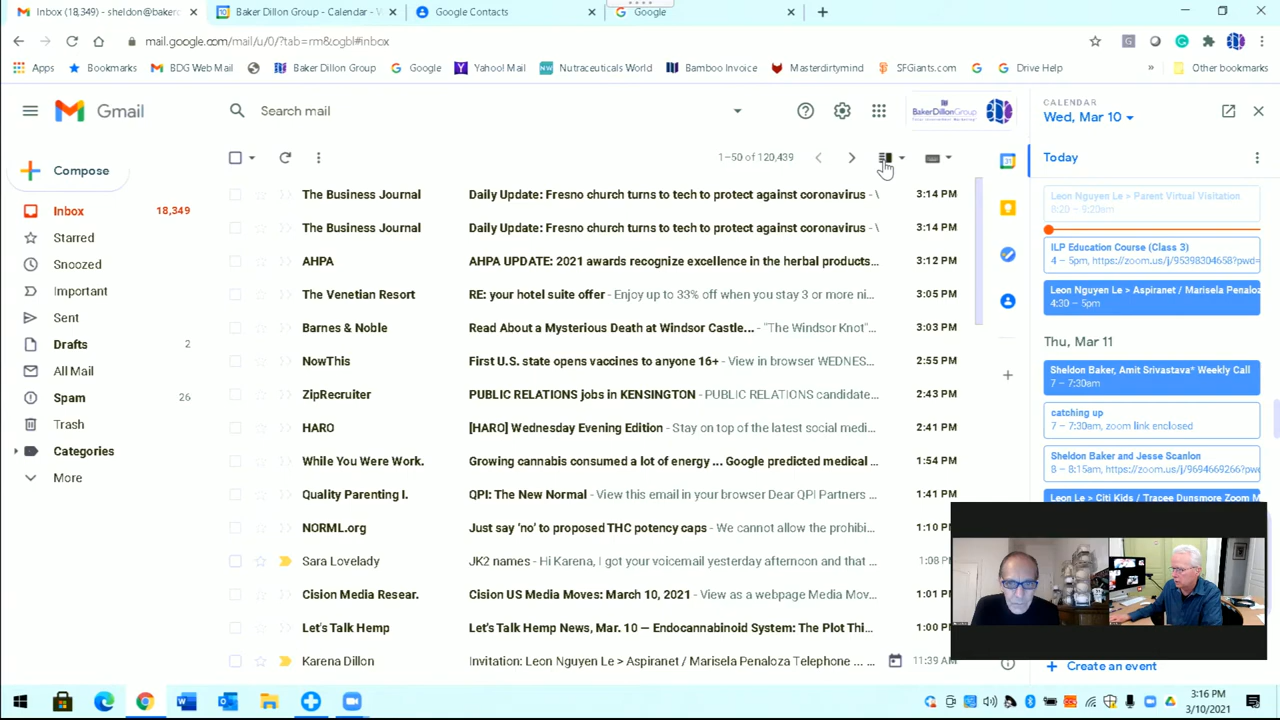 Inbox (18,349) - sheldon@baker
Baker Dillon Group - Calendar - W
Google Contacts
Google
mail.google.com/mail/u/0/?tab=rm&ogbl#inbox
Apps
Bookmarks
BDG Web Mail
Baker Dillon Group
Google
Yahoo! Mail
Nutraceuticals World
Bamboo Invoice
Masterdirtymind
SFGiants.com
Drive Help
»
Other bookmarks
Gmail
Search mail
BakerDillonGroup
CALENDAR
Wed, Mar 10
Compose
1–50 of 120,439
Today
Inbox 18,349
Starred
Snoozed
Important
Sent
Drafts 2
All Mail
Spam 26
Trash
Categories
More
The Business Journal Daily Update: Fresno church turns to tech to protect against coronavirus - \ 3:14 PM
The Business Journal Daily Update: Fresno church turns to tech to protect against coronavirus - \ 3:14 PM
AHPA AHPA UPDATE: 2021 awards recognize excellence in the herbal products... 3:12 PM
The Venetian Resort RE: your hotel suite offer - Enjoy up to 33% off when you stay 3 or more ni... 3:05 PM
Barnes & Noble Read About a Mysterious Death at Windsor Castle... - "The Windsor Knot"... 3:03 PM
NowThis First U.S. state opens vaccines to anyone 16+ - View in browser WEDNES... 2:55 PM
ZipRecruiter PUBLIC RELATIONS jobs in KENSINGTON - PUBLIC RELATIONS candidate... 2:43 PM
HARO [HARO] Wednesday Evening Edition - Stay on top of the latest social medi... 2:41 PM
While You Were Work. Growing cannabis consumed a lot of energy ... Google predicted medical ... 1:54 PM
Quality Parenting I. QPI: The New Normal - View this email in your browser Dear QPI Partners ... 1:41 PM
NORML.org Just say ‘no’ to proposed THC potency caps - We cannot allow the prohibi... 1:10 PM
Sara Lovelady JK2 names - Hi Karena, I got your voicemail yesterday afternoon and that ... 1:08 P
Cision Media Resear. Cision US Media Moves: March 10, 2021 - View as a webpage Media Mov... 1:01 P
Let's Talk Hemp Let's Talk Hemp News, Mar. 10 — Endocannabinoid System: The Plot Thi... 1:00 P
Karena Dillon Invitation: Leon Nguyen Le > Aspiranet / Marisela Penaloza Telephone ... ... 11:39 AM
Leon Nguyen Le > Parent Virtual Visitation
8:20 – 9:20am
ILP Education Course (Class 3)
4 – 5pm, https://zoom.us/j/95398304658?pwd=
Leon Nguyen Le > Aspiranet / Marisela Penaloz
4:30 – 5pm
Thu, Mar 11
Sheldon Baker, Amit Srivastava* Weekly Call
7 – 7:30am
catching up
7 – 7:30am, zoom link enclosed
Sheldon Baker and Jesse Scanlon
8 – 8:15am, https://zoom.us/j/9694669266?pw
Leon Le > Citi Kids / Tracee Dunsmore Zoom M
Create an event
3:16 PM
3/10/2021